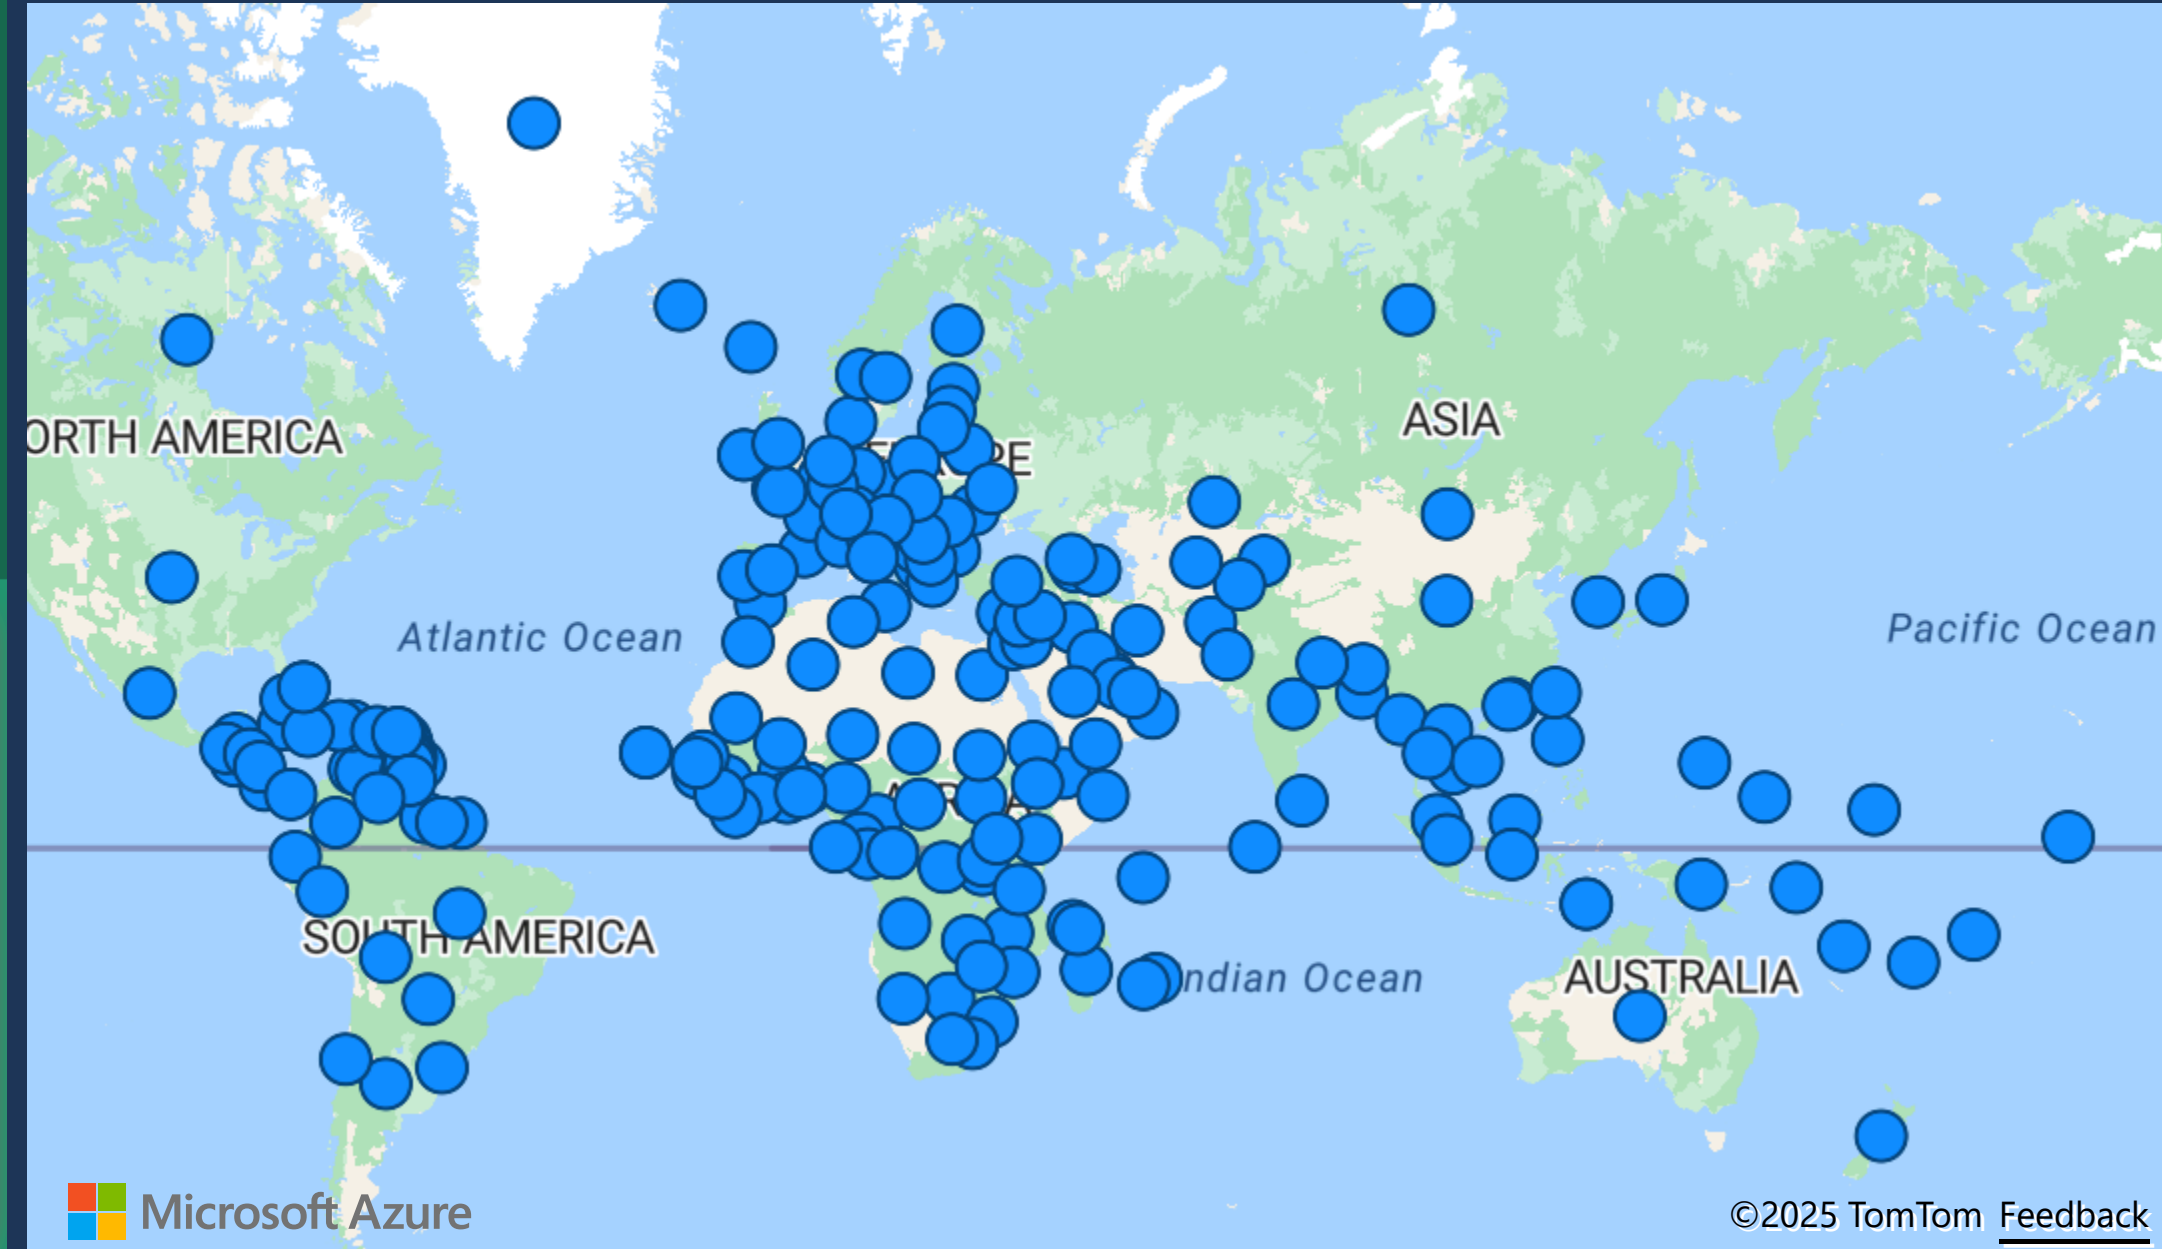 ASIA
ORTH AMERICA
Atlantic Ocean
Pacific Ocean
SOUTH AMERICA
ndian Ocean
AUSTRALIA
Microsoft Azure
©2025 TomTom Feedback